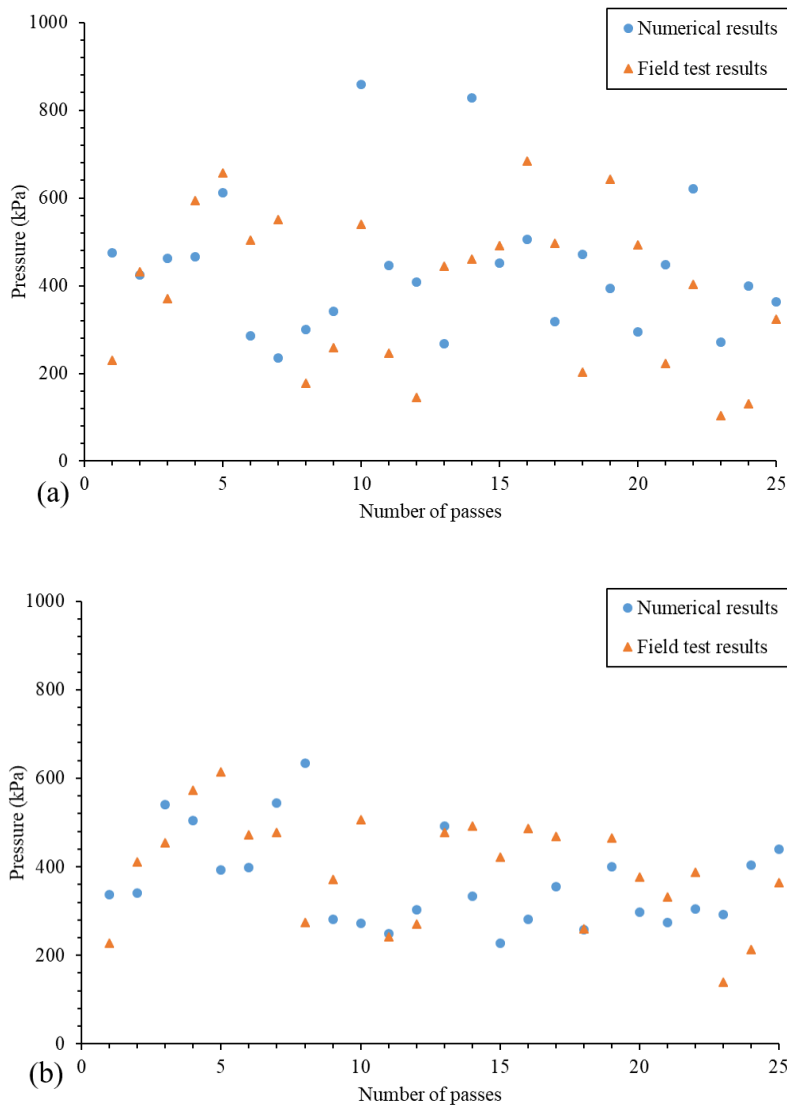 1000
800
600
400
200
0
Pressure (kPa)
Numerical results
Field test results
0 5 10 15 20 25
(a)
Number of passes
1000
800
600
400
200
0
Pressure (kPa)
Numerical results
Field test results
0 5 10 15 20 25
(b)
Number of passes